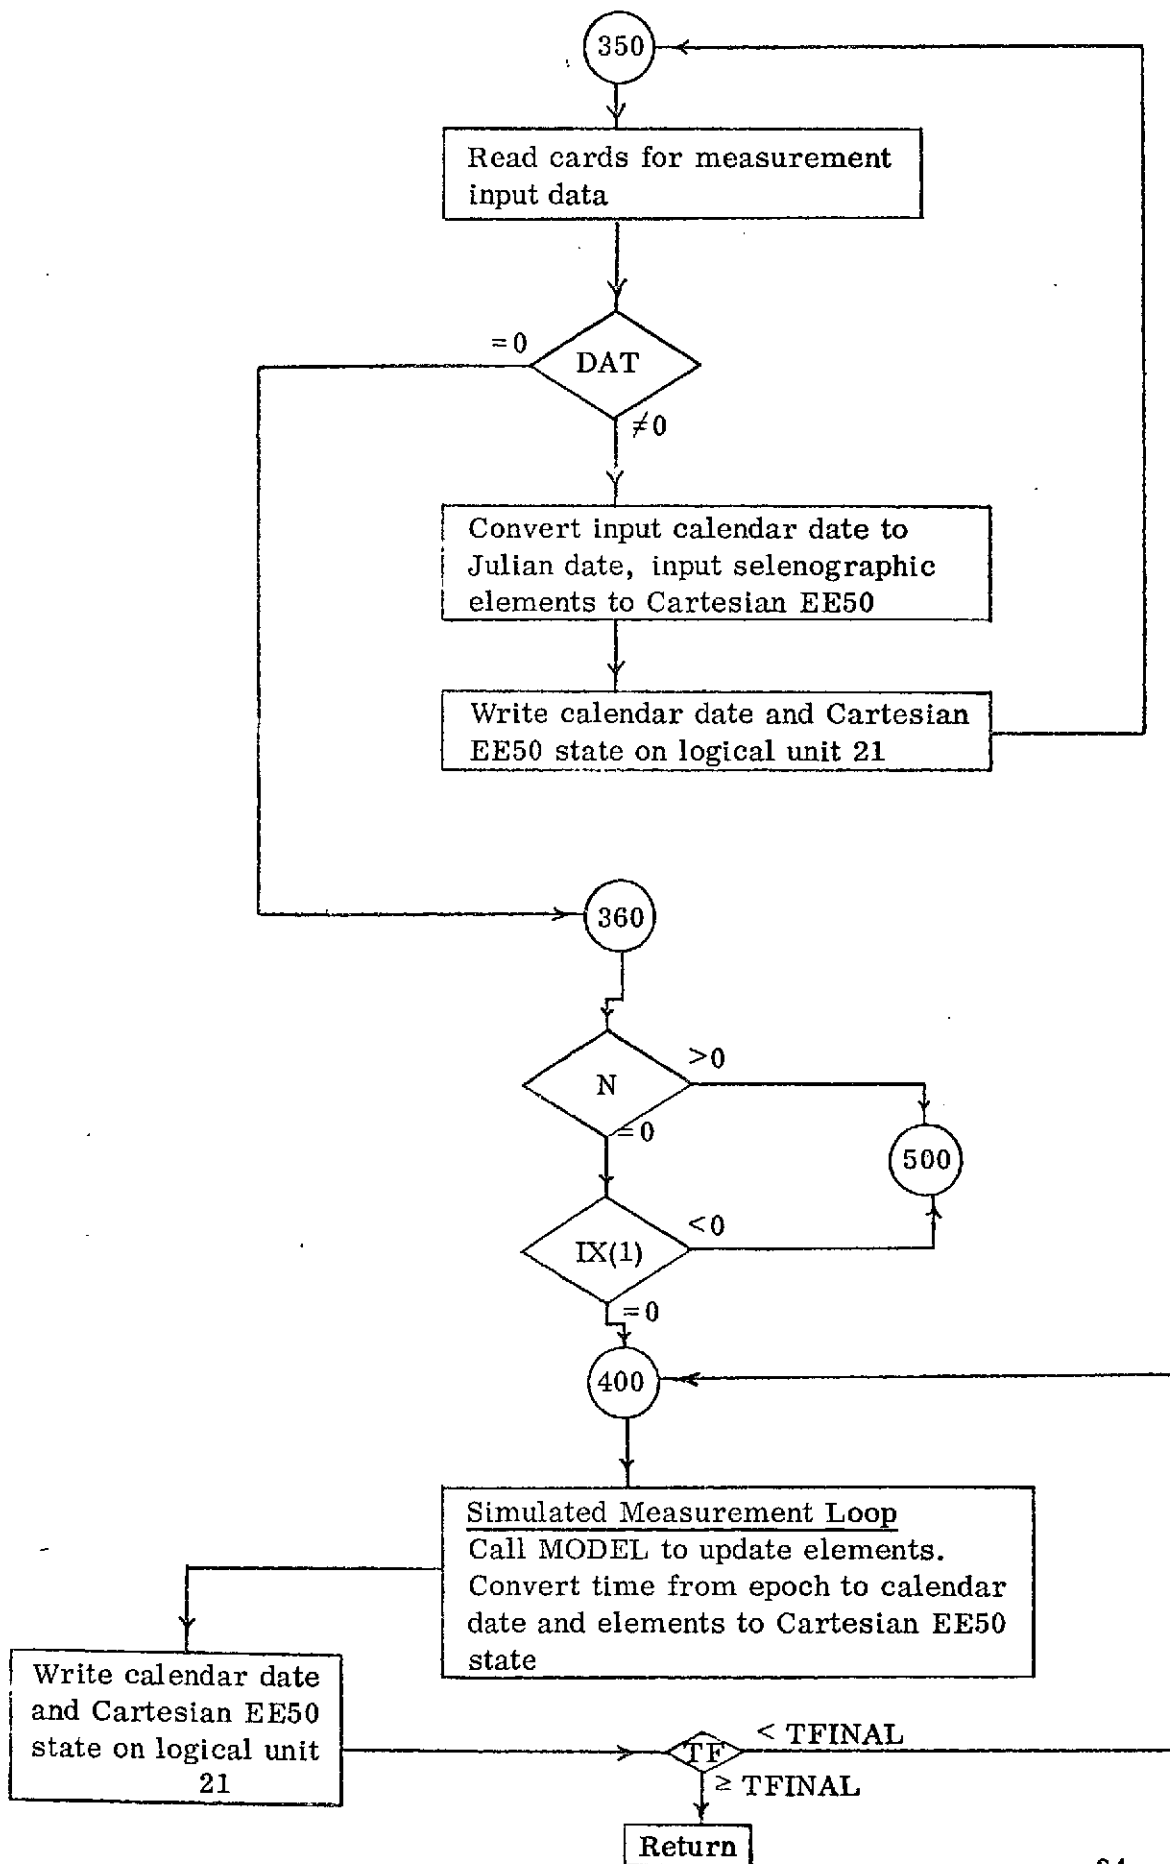 350
Read cards for measurement
input data
=0
DAT
≠0
Convert input calendar date to
Julian date, input selenographic
elements to Cartesian EE50
Write calendar date and Cartesian
EE50 state on logical unit 21
360
>0
N
=0
500
<0
IX(1)
=0
400
Simulated Measurement Loop
Call MODEL to update elements.
Convert time from epoch to calendar
date and elements to Cartesian EE50
state
Write calendar date
and Cartesian EE50
state on logical unit
21
TF
< TFINAL
≥ TFINAL
Return